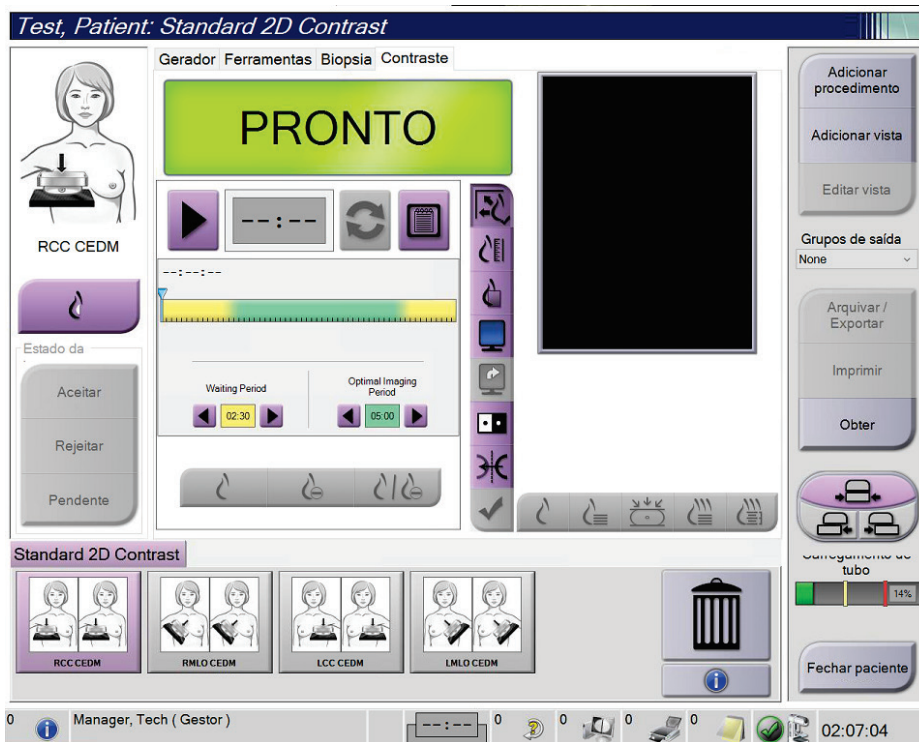 Test, Patient: Standard 2D Contrast
Gerador Ferramentas Biopsia Contraste
PRONTO
RCC CEDM
--:--
--:--:--
Waiting Period
02:30
Optimal Imaging
Period
05:00
Estado da
Aceitar
Rejeitar
Pendente
Adicionar
procedimento
Adicionar vista
Editar vista
Grupos de saída
None
Arquivar /
Exportar
Imprimir
Obter
tubo
14%
Fechar paciente
Standard 2D Contrast
RCC CEDM
RMLO CEDM
LCC CEDM
LMLO CEDM
0
Manager, Tech ( Gestor )
--:--
0
0
0
0
02:07:04